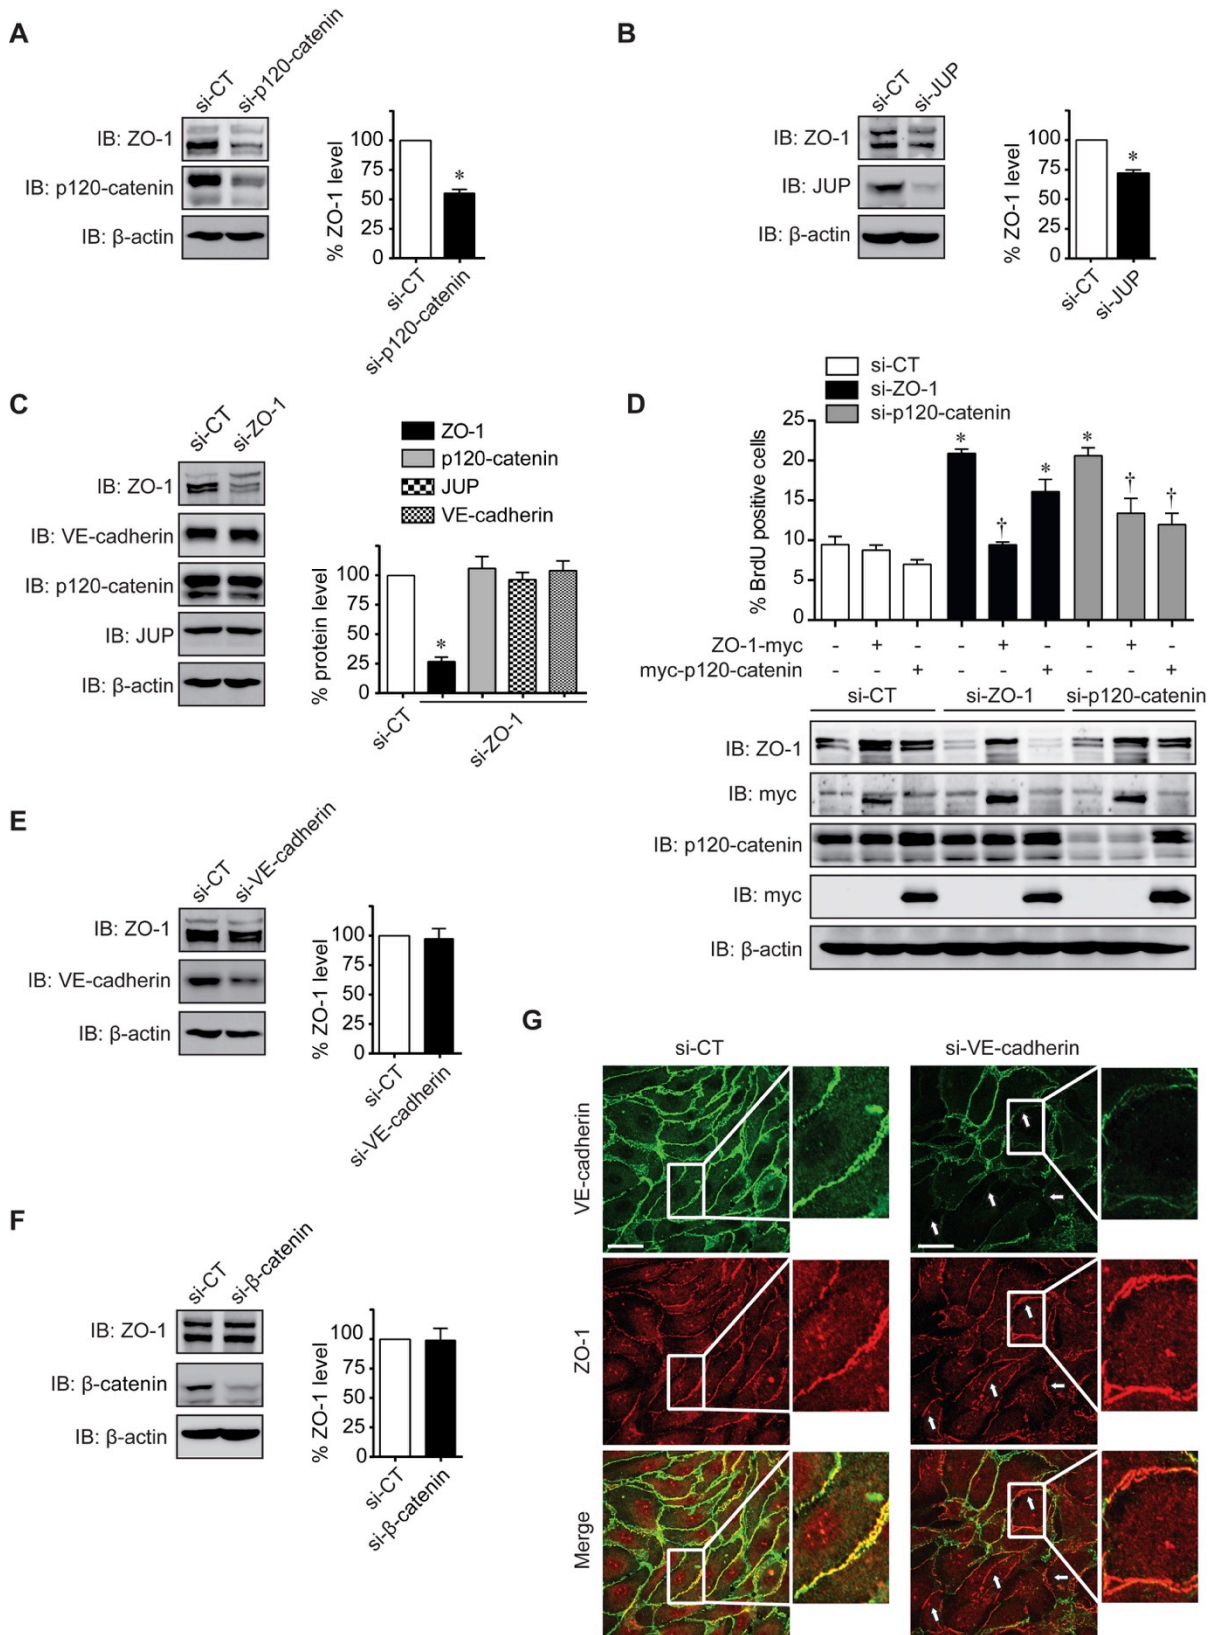 A
si-CT
si-p120-catenin
IB: ZO-1
IB: p120-catenin
IB: β-actin
% ZO-1 level
100
75
50
25
0
*
si-CT
si-p120-catenin
B
si-CT
si-JUP
IB: ZO-1
IB: JUP
IB: β-actin
% ZO-1 level
100
75
50
25
0
*
si-CT
si-JUP
C
si-CT
si-ZO-1
IB: ZO-1
IB: VE-cadherin
IB: p120-catenin
IB: JUP
IB: β-actin
ZO-1
p120-catenin
JUP
VE-cadherin
% protein level
100
75
50
25
0
*
si-CT
si-ZO-1
D
si-CT
si-ZO-1
si-p120-catenin
% BrdU positive cells
25
20
15
10
5
0
* † * * † †
ZO-1-myc - + - - + - - + -
myc-p120-catenin - - + - - + - - +
si-CT si-ZO-1 si-p120-catenin
IB: ZO-1
IB: myc
IB: p120-catenin
IB: myc
IB: β-actin
E
si-CT
si-VE-cadherin
IB: ZO-1
IB: VE-cadherin
IB: β-actin
% ZO-1 level
100
75
50
25
0
si-CT
si-VE-cadherin
F
si-CT
si-β-catenin
IB: ZO-1
IB: β-catenin
IB: β-actin
% ZO-1 level
100
75
50
25
0
si-CT
si-β-catenin
G
si-CT si-VE-cadherin
VE-cadherin
ZO-1
Merge